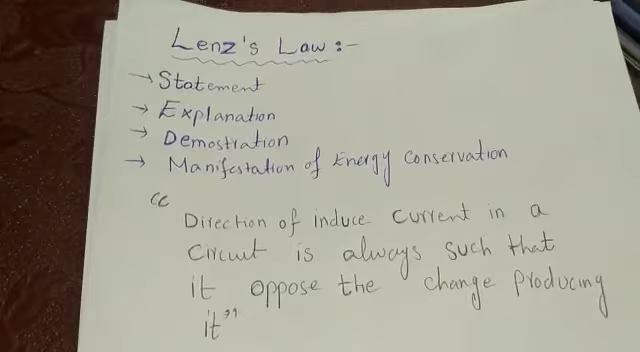 Lenz's Law :-
→ Statement
→ Explanation
→ Demostration
→ Manifestation of Energy Conservation
“
Direction of induce current in a
circuit is always such that
it oppose the change producing
it”